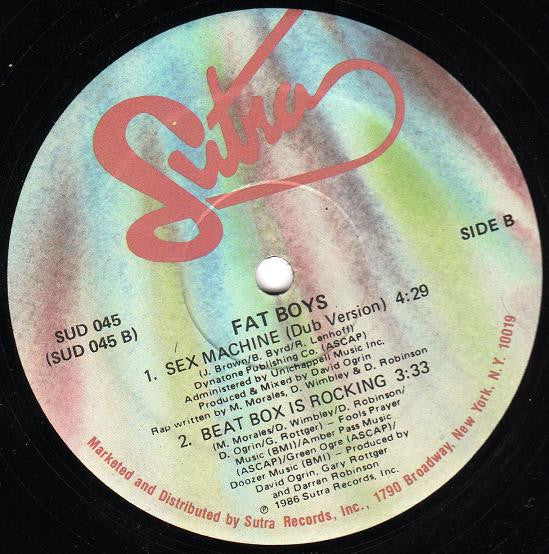 Sutra
SIDE B
SUD 045
(SUD 045 B)
FAT BOYS
1. SEX MACHINE (Dub Version) 4:29
(J. Brown/B. Byrd/R. Lenhoff)
Dynatone Publishing Co. (ASCAP)
Administered by Unichappell Music Inc.
Produced & Mixed by David Ogrin
Rap written by M. Morales, D. Wimbley & D. Robinson
2. BEAT BOX IS ROCKING 3:33
(M. Morales/D. Wimbley/D. Robinson/
D. Ogrin/G. Rottger) – Fools Prayer
Music (BMI)/Amber Pass Music
(ASCAP)/Green Ogre (ASCAP)/
Doozer Music (BMI) – Produced by
David Ogrin, Gary Rottger
and Darren Robinson
℗ 1986 Sutra Records, Inc.
Marketed and Distributed by Sutra Records, Inc., 1790 Broadway, New York, N.Y. 10019